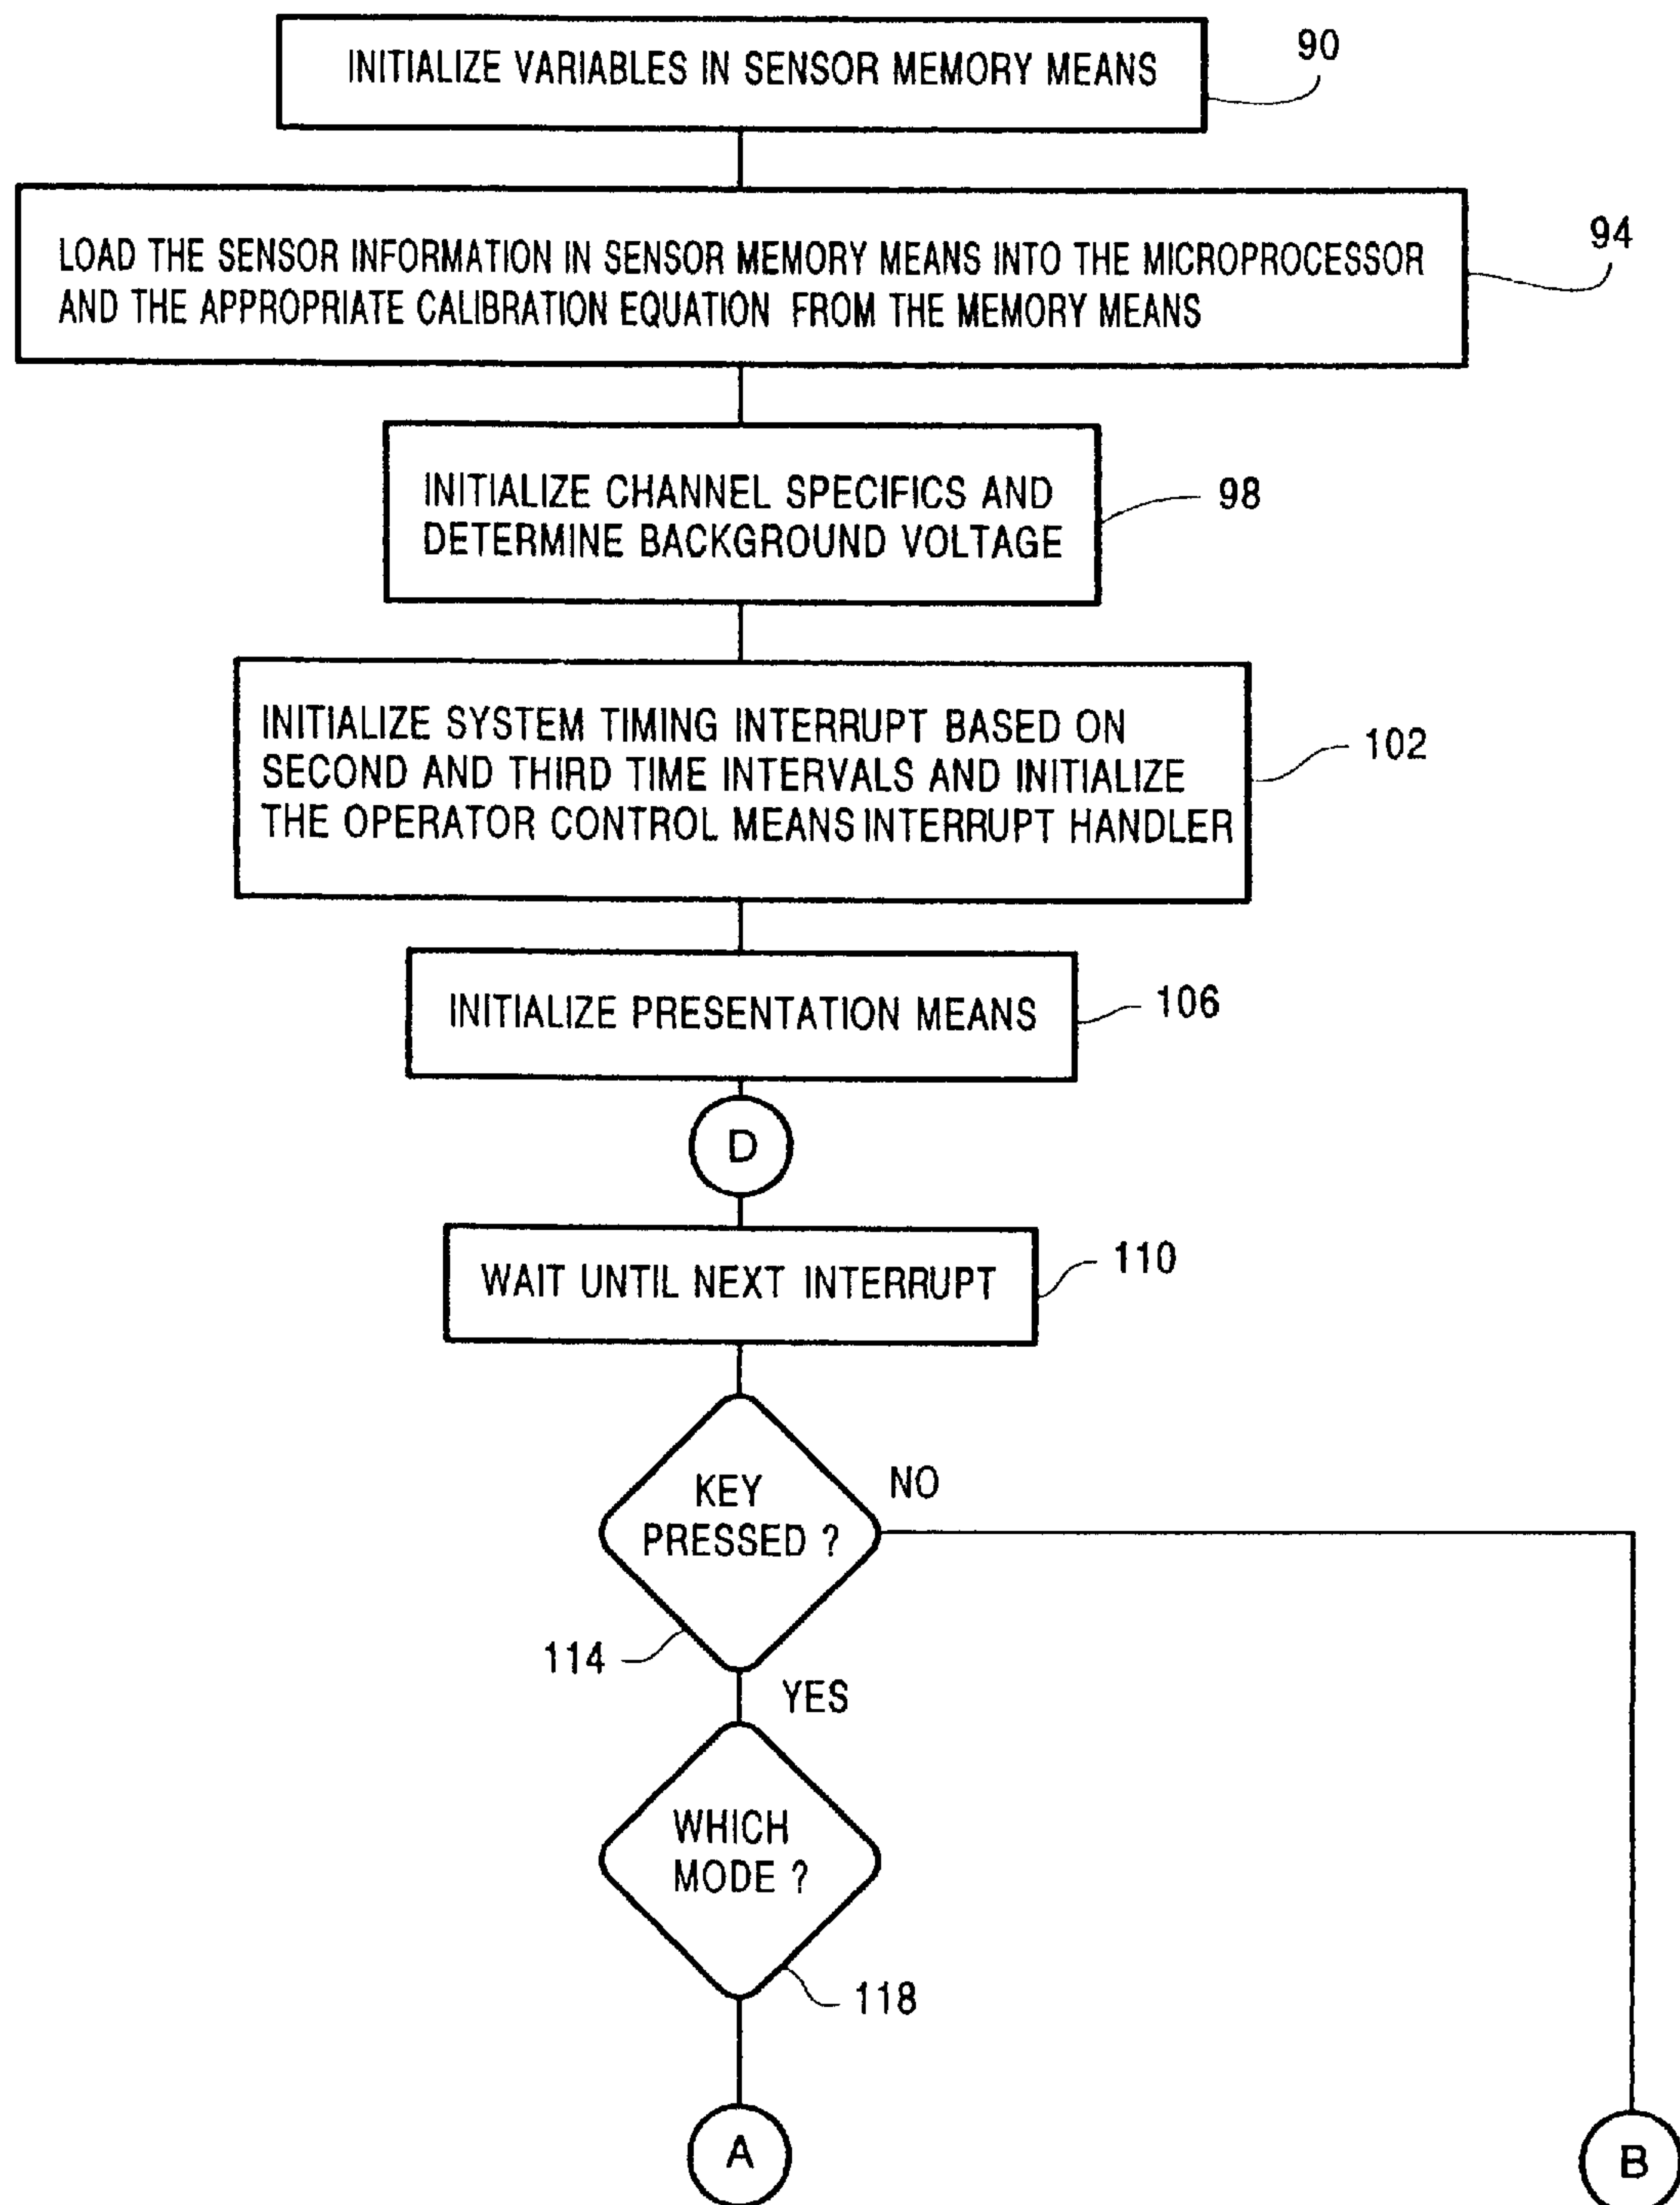 INITIALIZE VARIABLES IN SENSOR MEMORY MEANS
90
LOAD THE SENSOR INFORMATION IN SENSOR MEMORY MEANS INTO THE MICROPROCESSOR
AND THE APPROPRIATE CALIBRATION EQUATION FROM THE MEMORY MEANS
94
INITIALIZE CHANNEL SPECIFICS AND
DETERMINE BACKGROUND VOLTAGE
98
INITIALIZE SYSTEM TIMING INTERRUPT BASED ON
SECOND AND THIRD TIME INTERVALS AND INITIALIZE
THE OPERATOR CONTROL MEANS INTERRUPT HANDLER
102
INITIALIZE PRESENTATION MEANS
106
D
WAIT UNTIL NEXT INTERRUPT
110
KEY
PRESSED ?
NO
114
YES
WHICH
MODE ?
118
A
B